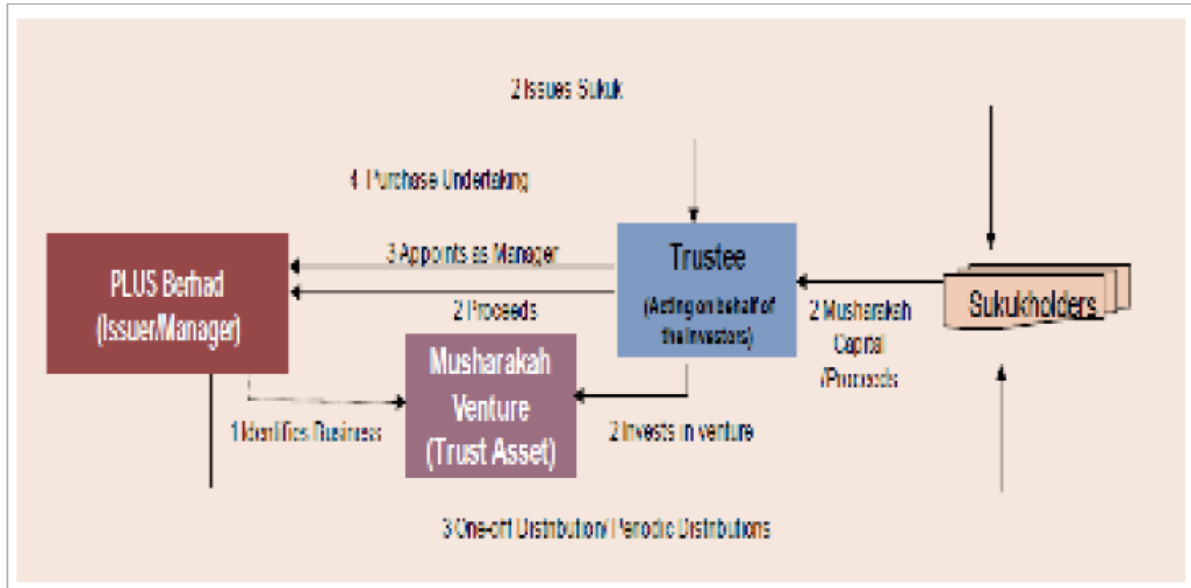 2 Issues Sukuk
4 Purchase Undertaking
3 Appoints as Manager
PLUS Berhad
(Issuer/Manager)
2 Proceeds
Trustee
(Acting on behalf of
the Investors)
Sukukholders
2 Musharakah
Capital
/Proceeds
Musharakah
Venture
(Trust Asset)
1 Identifies Business
2 Invests in venture
3 One-off Distribution/ Periodic Distributions